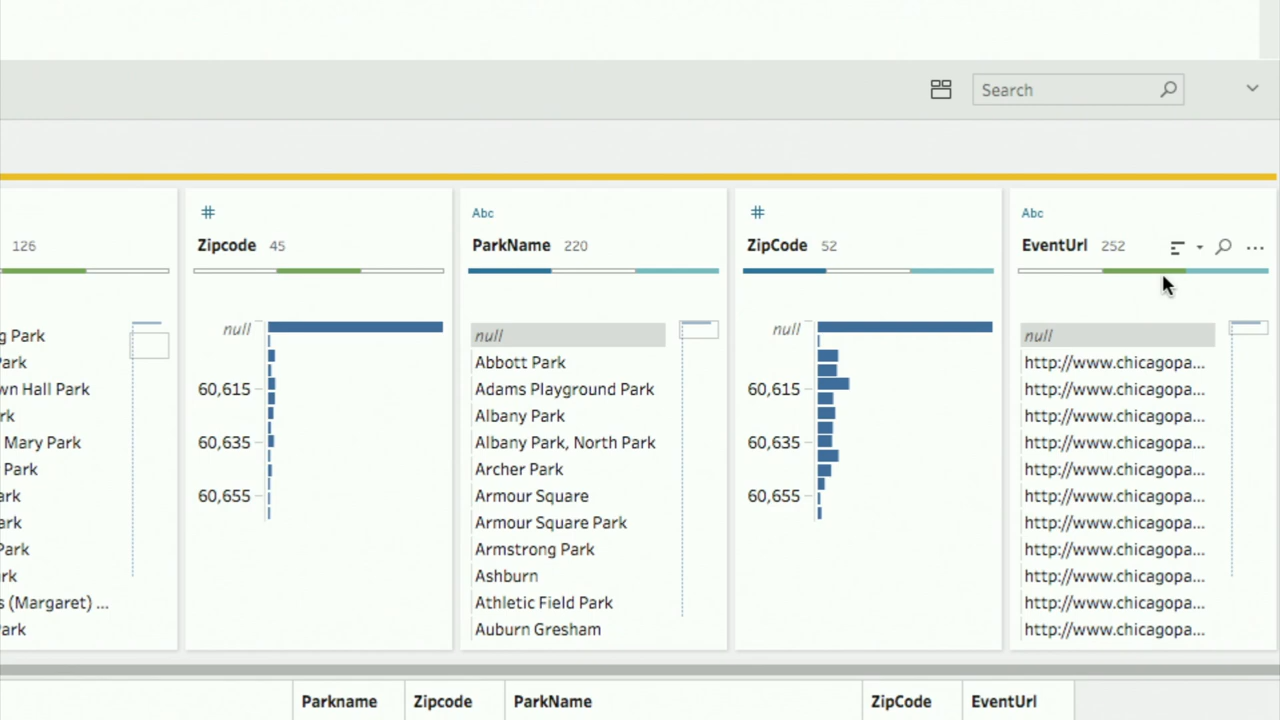 Search
126
#
Zipcode 45
Abc
ParkName 220
#
ZipCode 52
Abc
EventUrl 252
g Park
ark
wn Hall Park
rk
Mary Park
Park
ark
ark
Park
rk
s (Margaret) ...
ark
null
60,615
60,635
60,655
null
Abbott Park
Adams Playground Park
Albany Park
Albany Park, North Park
Archer Park
Armour Square
Armour Square Park
Armstrong Park
Ashburn
Athletic Field Park
Auburn Gresham
null
60,615
60,635
60,655
null
http://www.chicagopa...
http://www.chicagopa...
http://www.chicagopa...
http://www.chicagopa...
http://www.chicagopa...
http://www.chicagopa...
http://www.chicagopa...
http://www.chicagopa...
http://www.chicagopa...
http://www.chicagopa...
http://www.chicagopa...
Parkname Zipcode ParkName ZipCode EventUrl